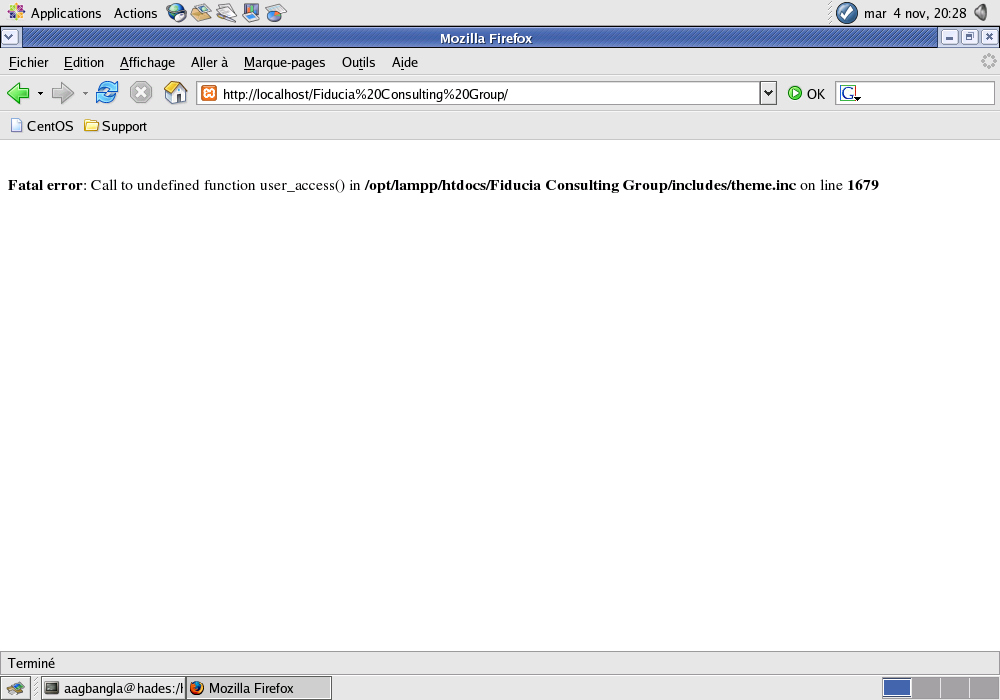 Applications Actions mar 4 nov, 20:28
Mozilla Firefox
Fichier Edition Affichage Aller à Marque-pages Outils Aide
http://localhost/Fiducia%20Consulting%20Group/ OK G
CentOS Support
Fatal error: Call to undefined function user_access() in /opt/lampp/htdocs/Fiducia Consulting Group/includes/theme.inc on line 1679
Terminé
aagbangla@hades:/ Mozilla Firefox